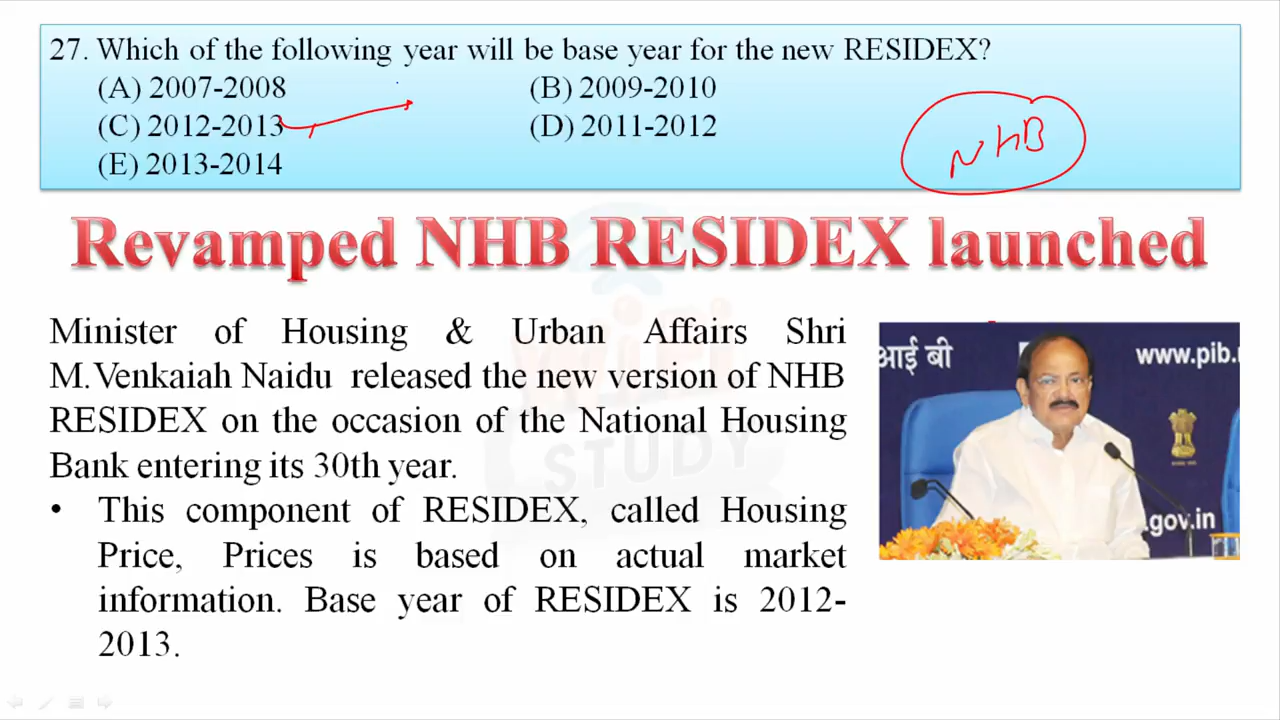 27. Which of the following year will be base year for the new RESIDEX?
(A) 2007-2008 (B) 2009-2010
(C) 2012-2013 (D) 2011-2012
(E) 2013-2014
NHB
Revamped NHB RESIDEX launched
Minister of Housing & Urban Affairs Shri
M.Venkaiah Naidu released the new version of NHB
RESIDEX on the occasion of the National Housing
Bank entering its 30th year.
• This component of RESIDEX, called Housing
Price, Prices is based on actual market
information. Base year of RESIDEX is 2012-
2013.
आई बी
www.pib.
.gov.in
WiFi
STUDY